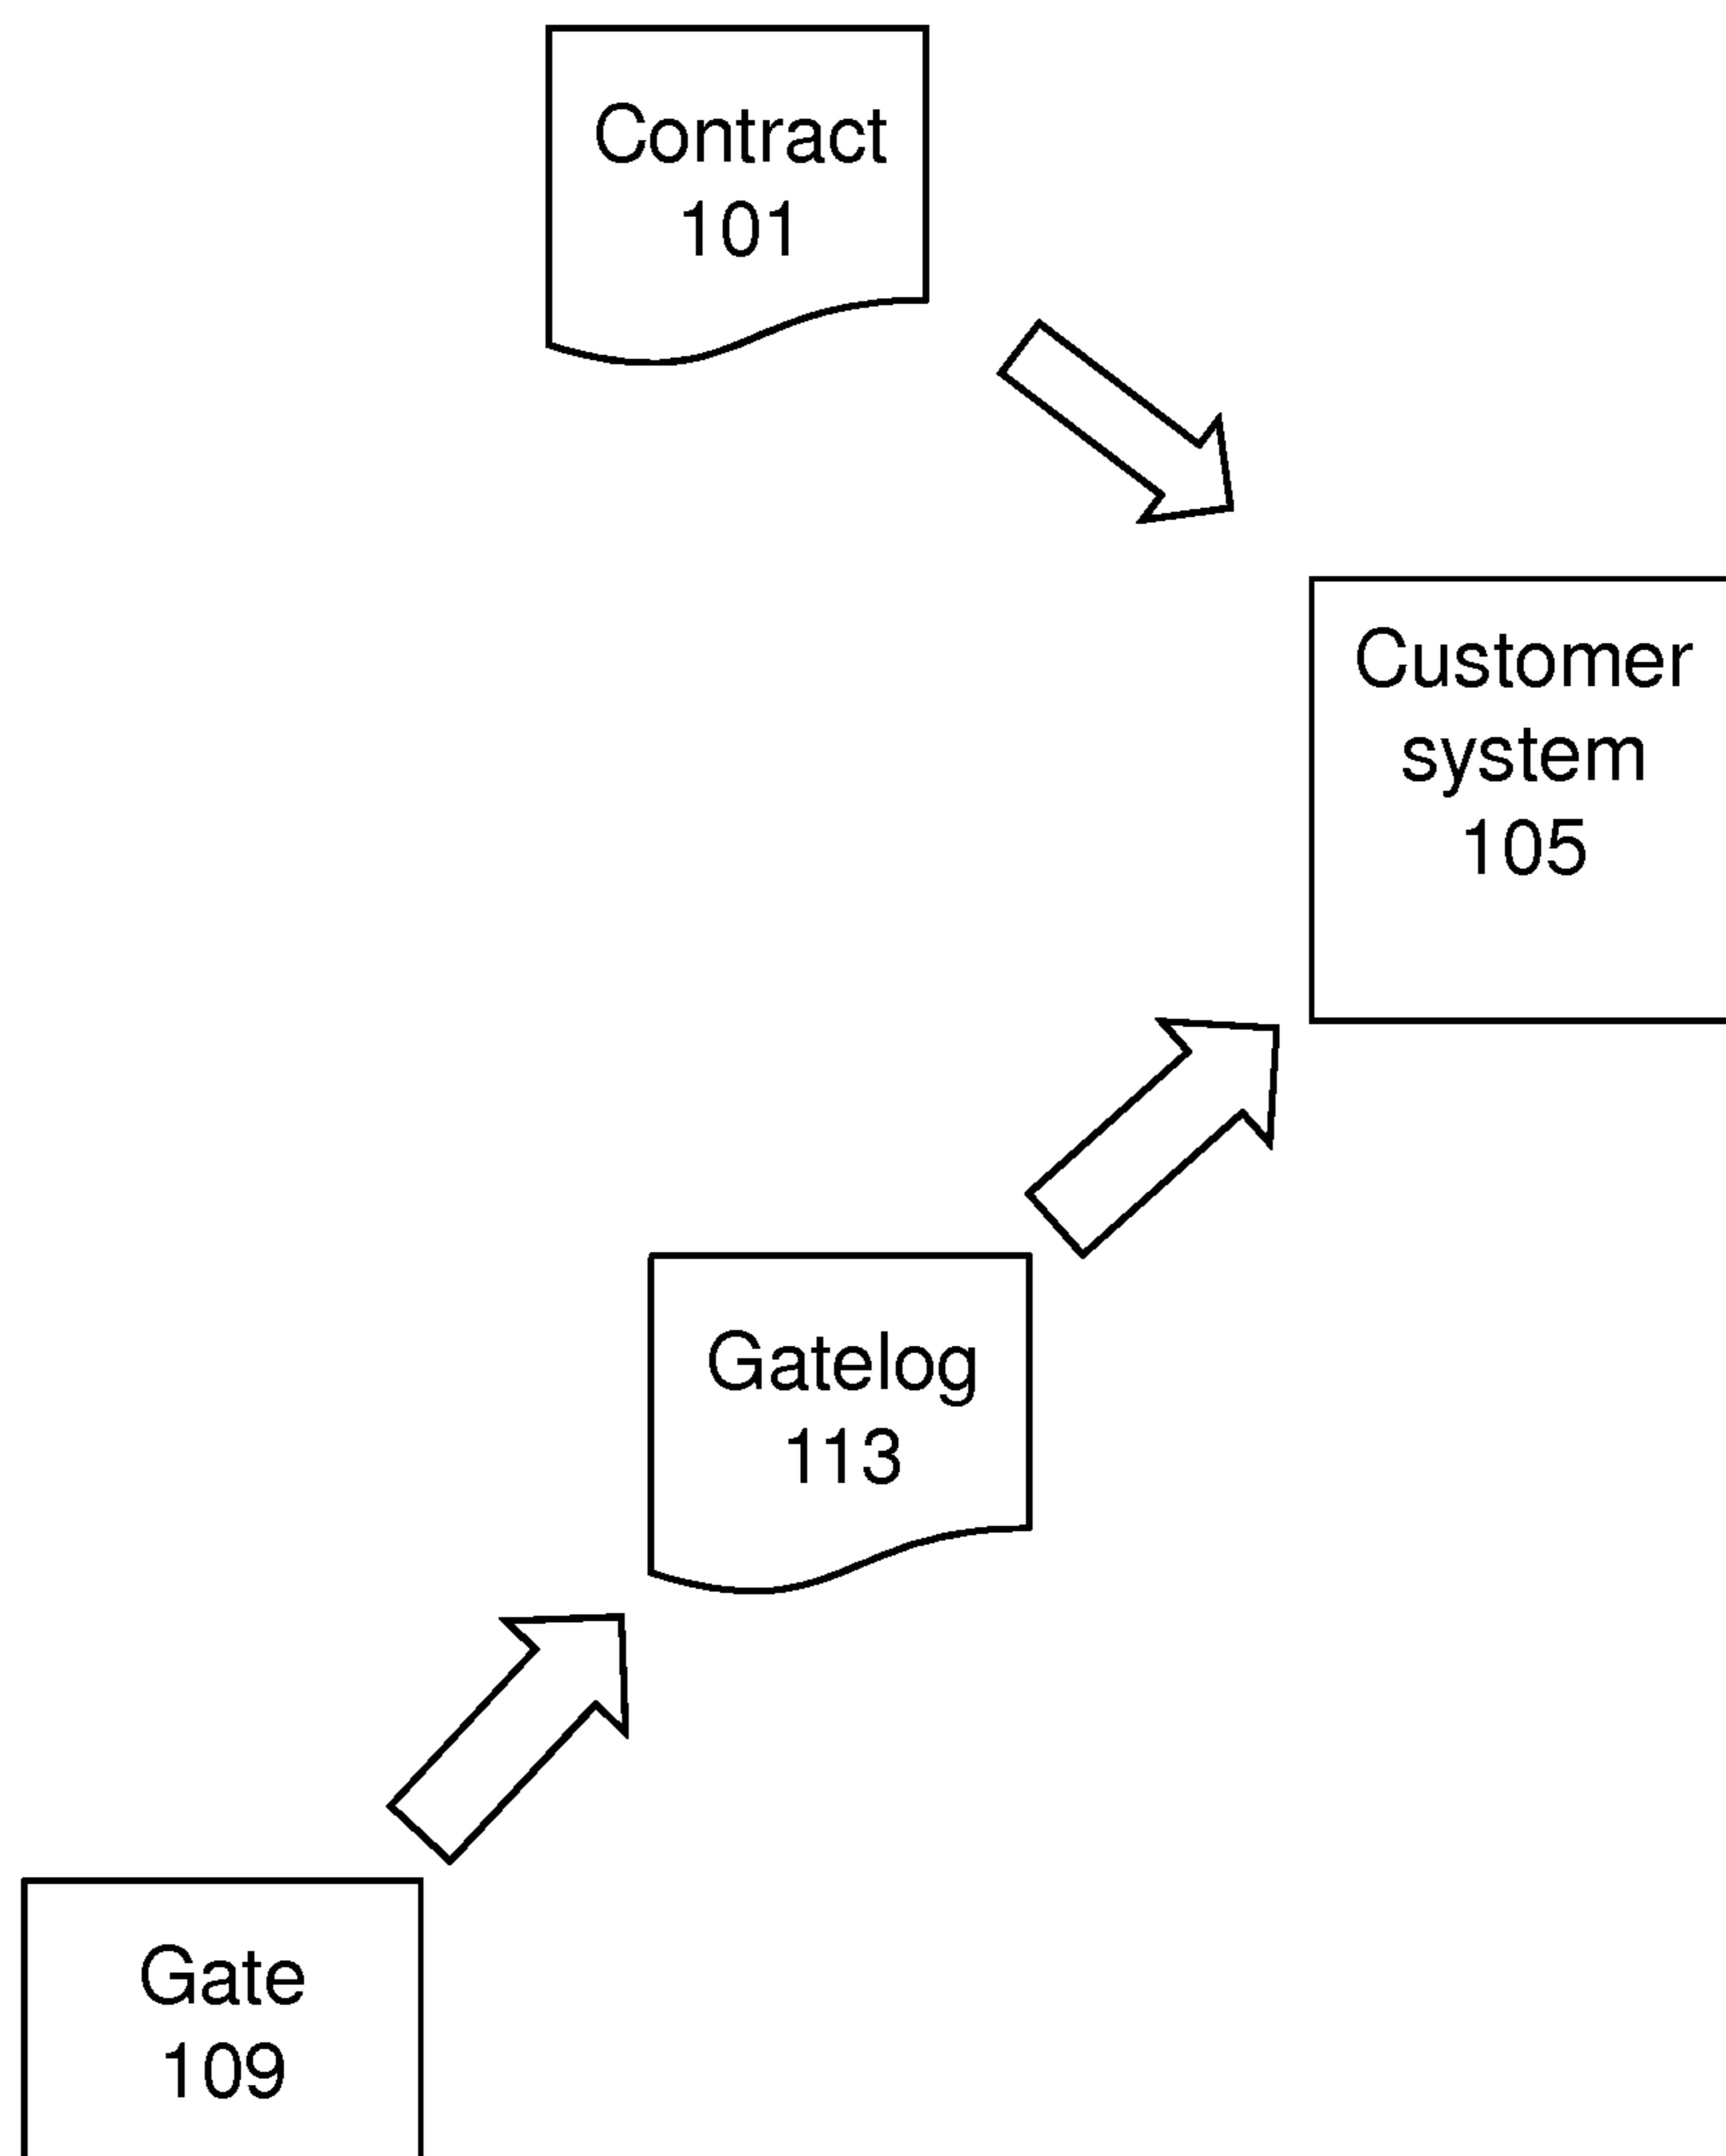 Contract
101
Customer
system
105
Gatelog
113
Gate
109